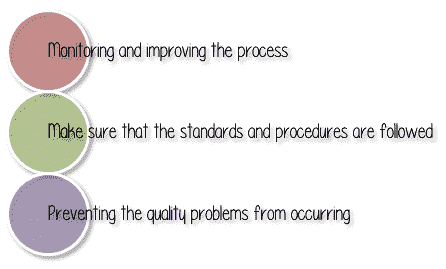 Monitoring and improving the process
Make sure that the standards and procedures are followed
Preventing the quality problems from occurring